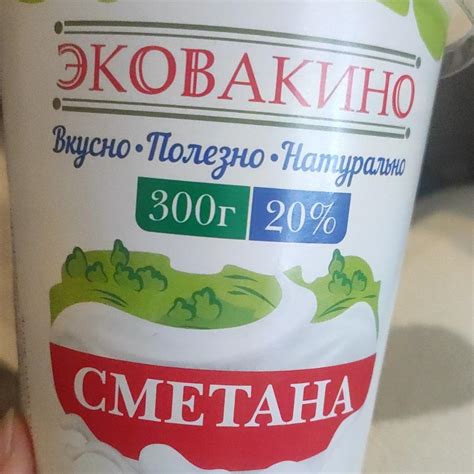 ЭКОВАКИНО
Вкусно • Полезно • Натурально
300г 20%
СМЕТАНА